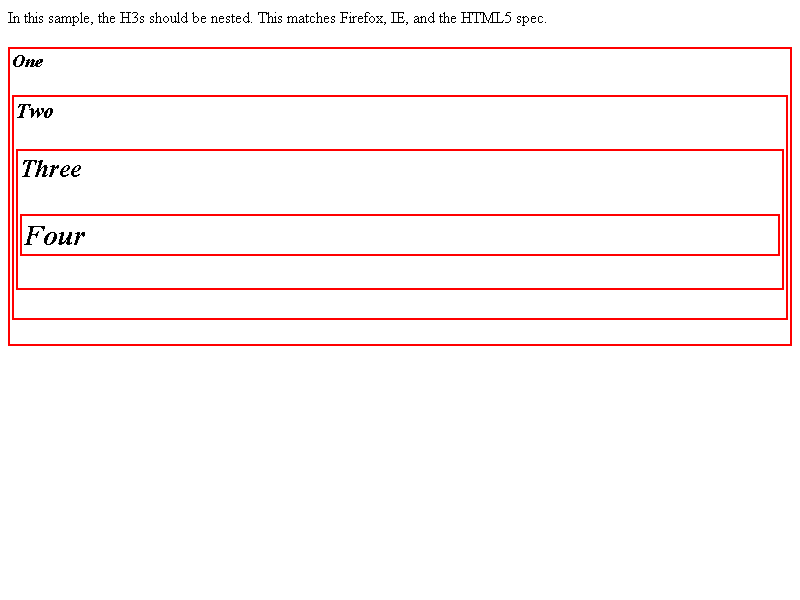 In this sample, the H3s should be nested. This matches Firefox, IE, and the HTML5 spec.
One
Two
Three
Four